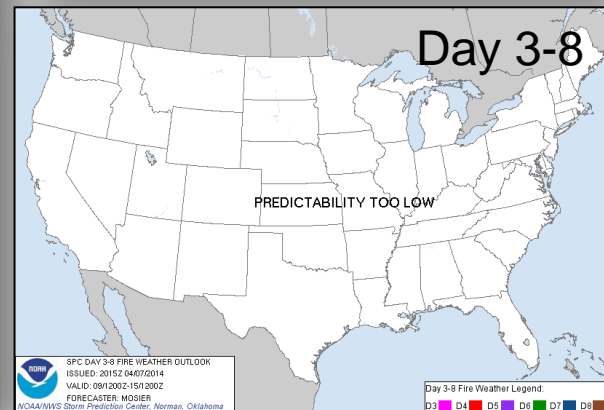 Day 3-8
PREDICTABILITY TOO LOW
NOAA
SPC DAY 3-8 FIRE WEATHER OUTLOOK
ISSUED: 2015Z 04/07/2014
VALID: 09/1200Z-15/1200Z
FORECASTER: MOSIER
NOAA/NWS Storm Prediction Center, Norman, Oklahoma
Day 3-8 Fire Weather Legend:
D3 D4 D5 D6 D7 D8